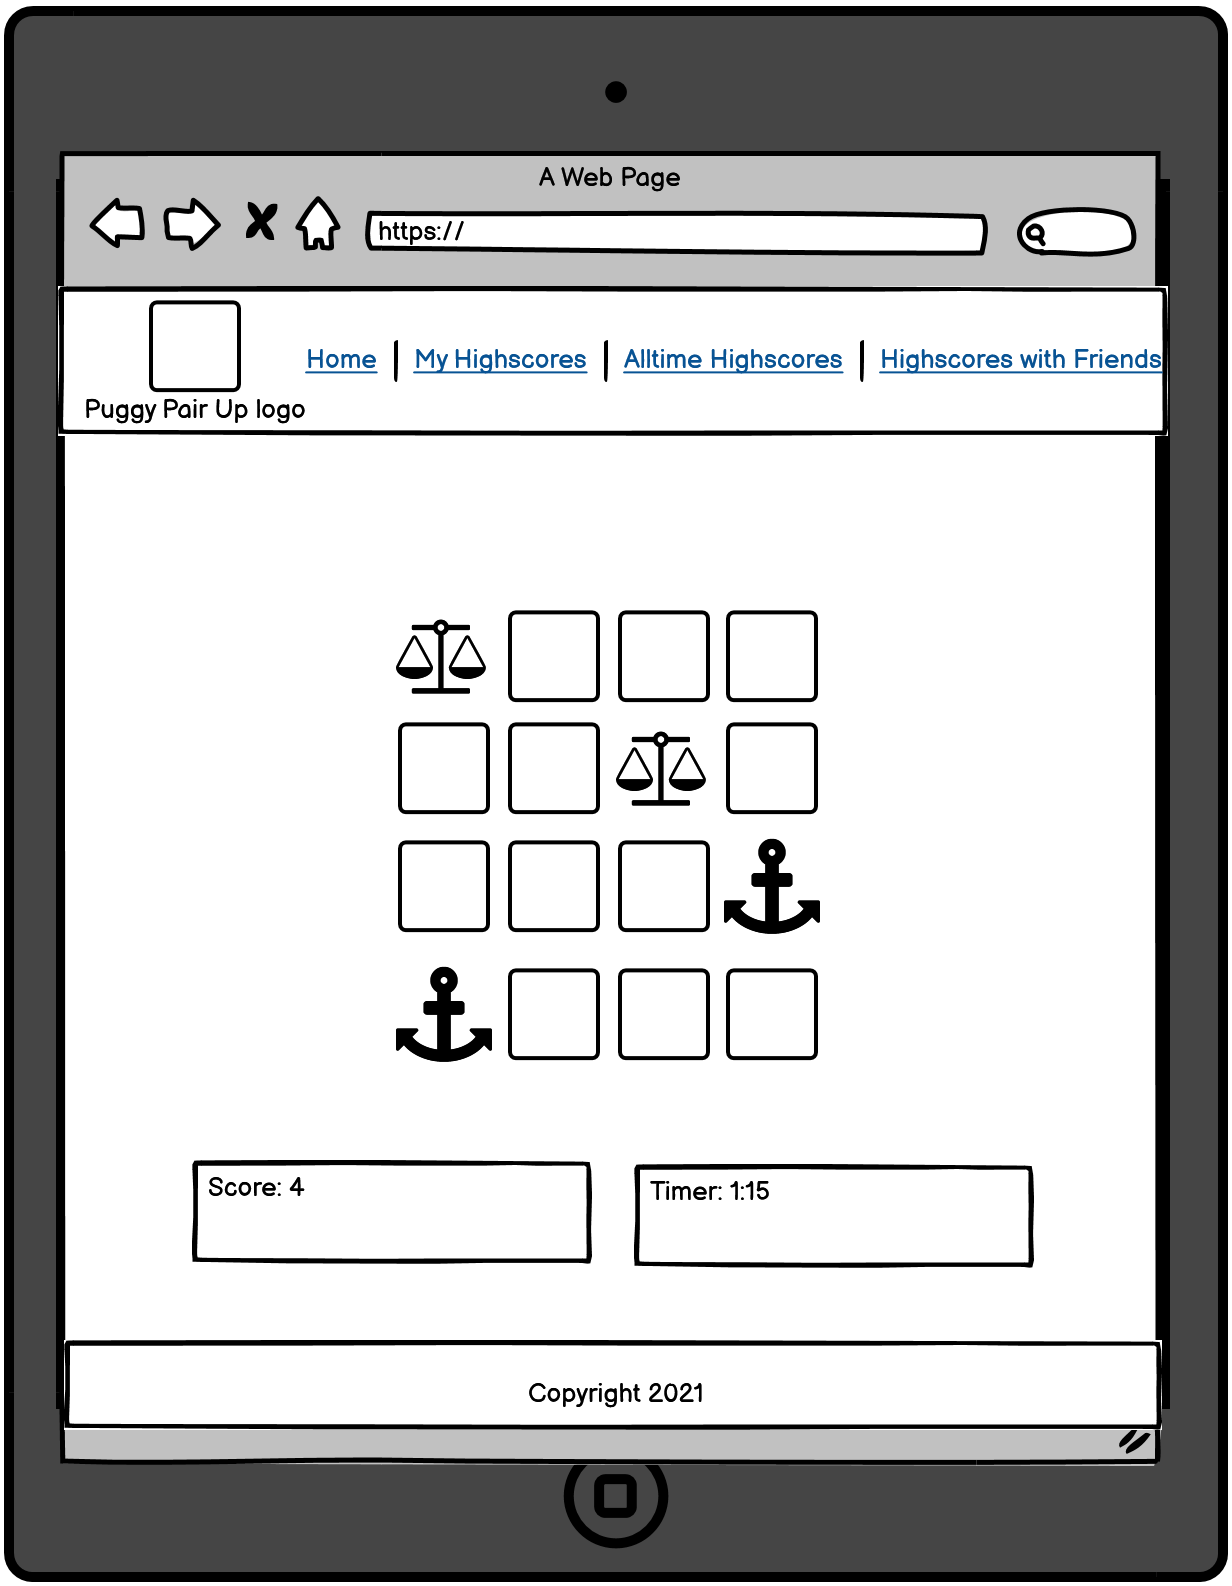 A Web Page
https://
Home My Highscores Alltime Highscores Highscores with Friends
Puggy Pair Up logo
Score: 4
Timer: 1:15
Copyright 2021